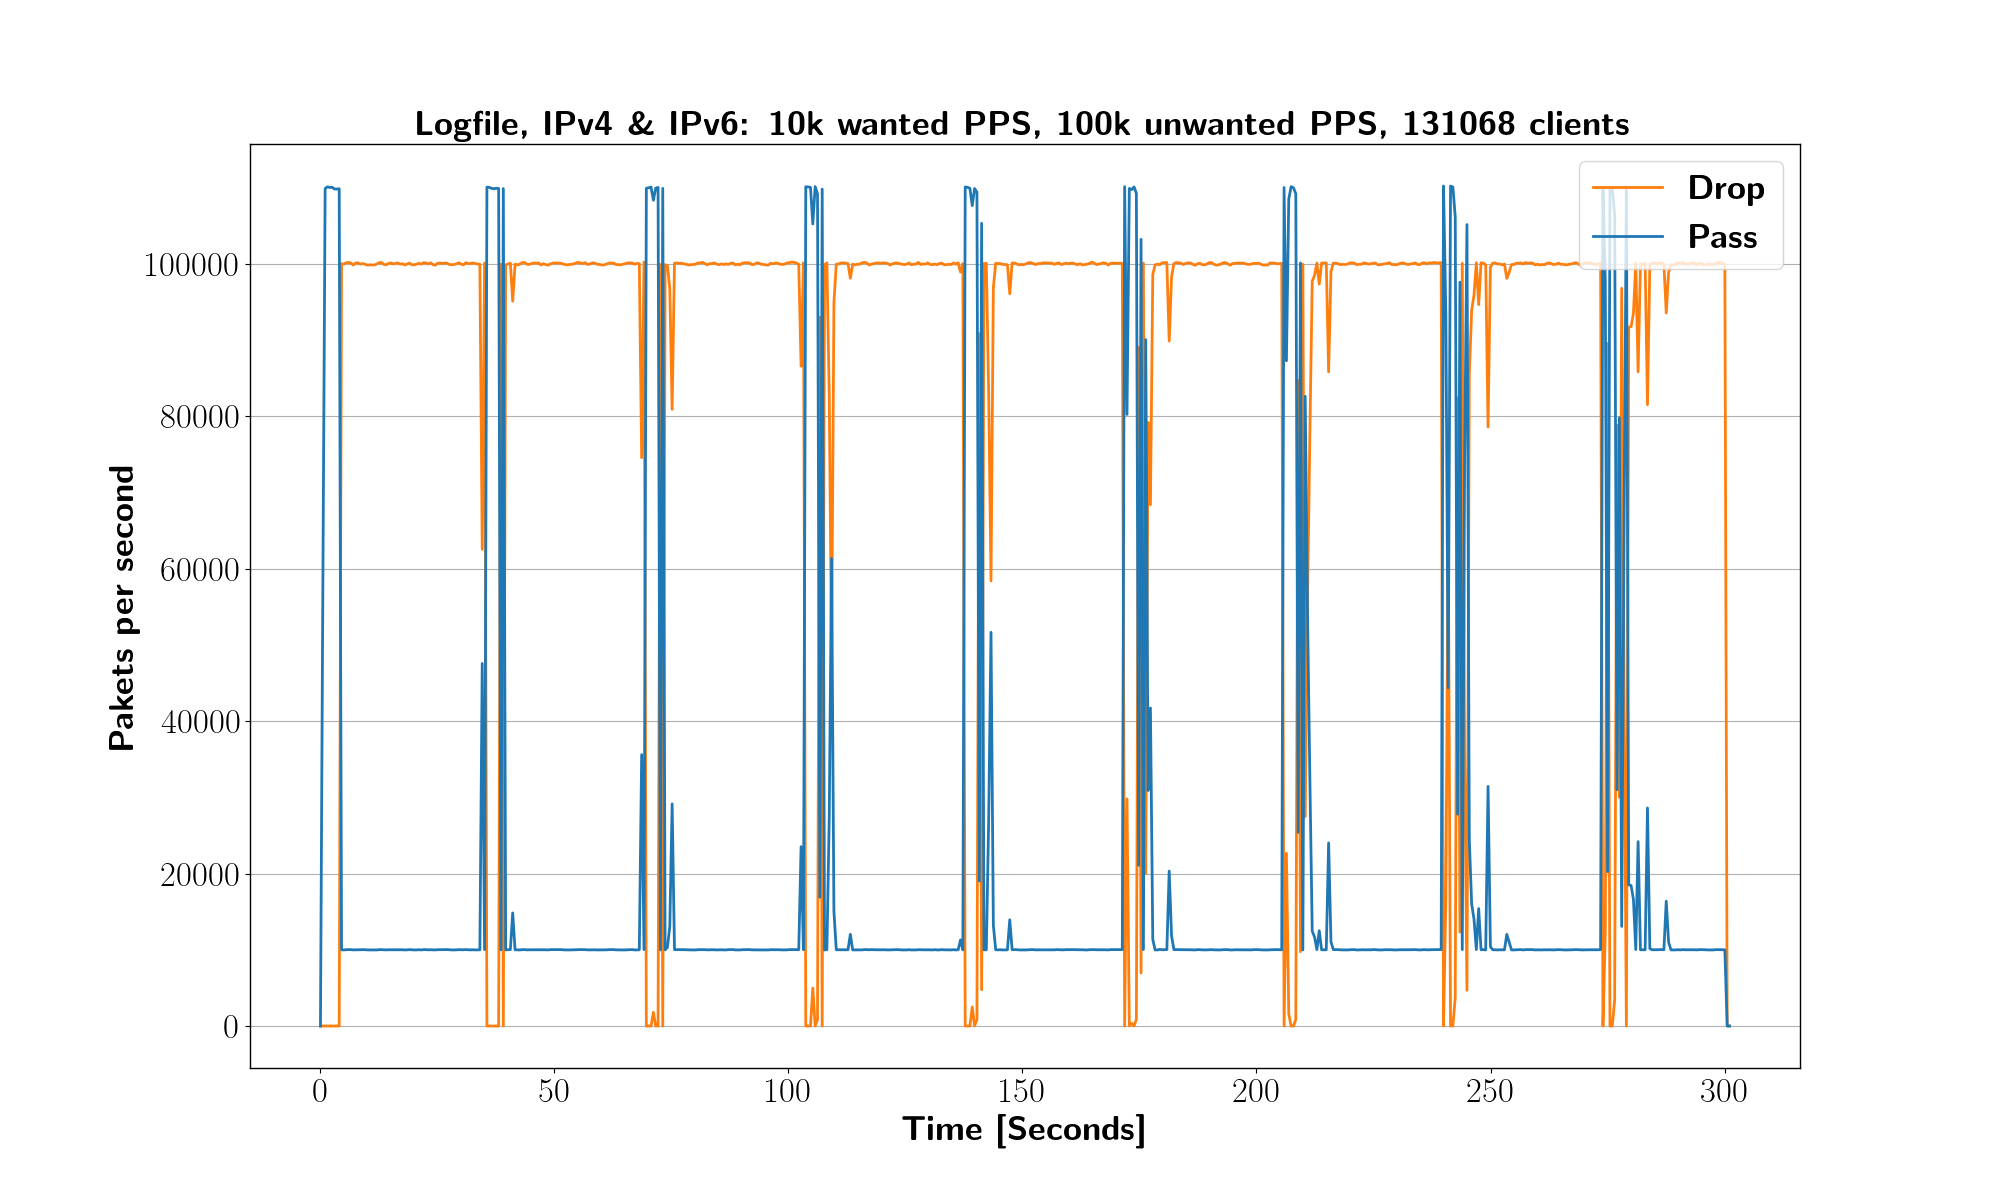 Logfile, IPv4 & IPv6: 10k wanted PPS, 100k unwanted PPS, 131068 clients
Drop
Pass
100000
80000
60000
40000
20000
0
Pakets per second
0 50 100 150 200 250 300
Time [Seconds]